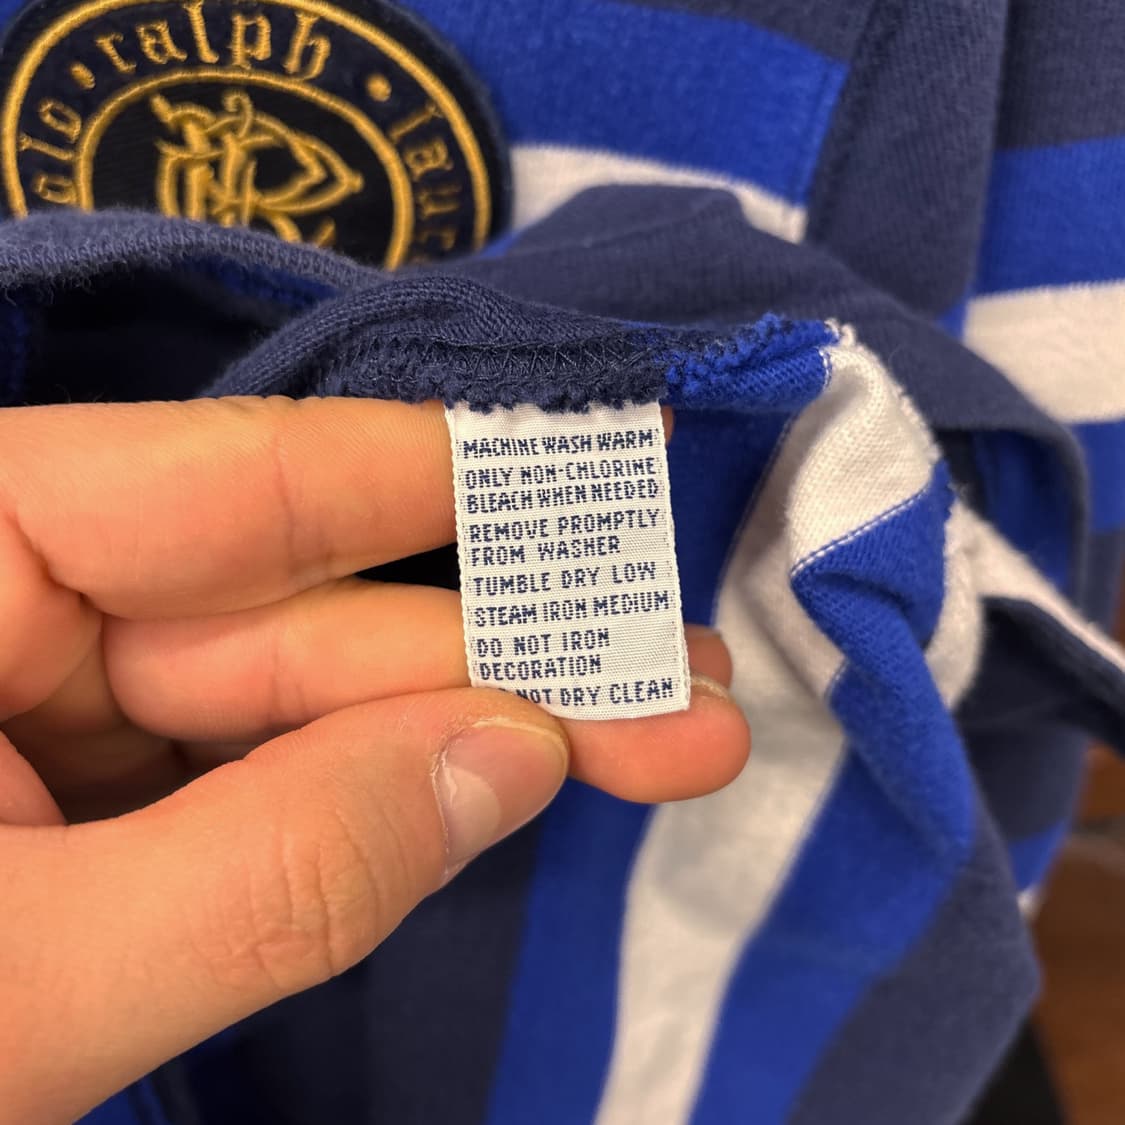 ralph
MACHINE WASH WARM
ONLY NON-CHLORINE
BLEACH WHEN NEEDED
REMOVE PROMPTLY
FROM WASHER
TUMBLE DRY LOW
STEAM IRON MEDIUM
DO NOT IRON
DECORATION
NOT DRY CLEAN